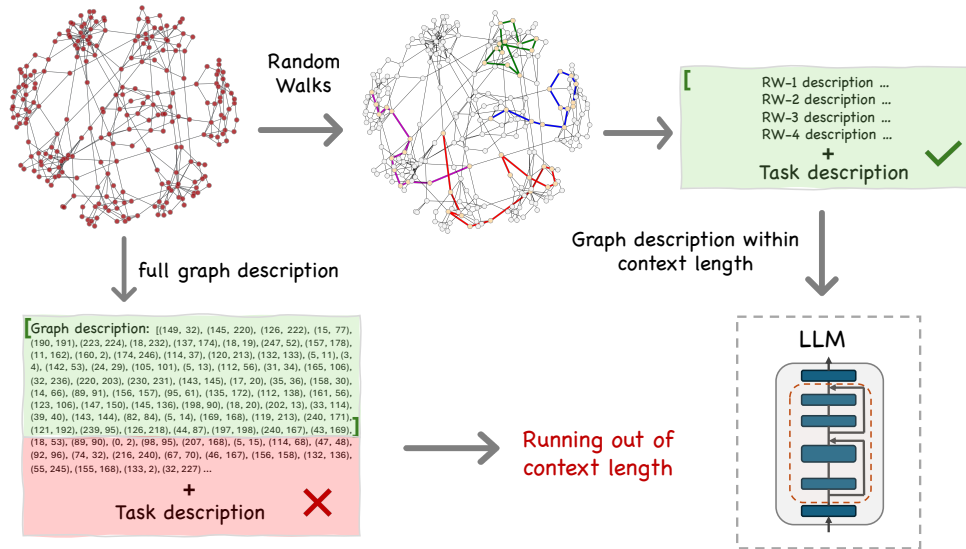 Random
Walks
[
RW-1 description ...
RW-2 description ...
RW-3 description ...
RW-4 description ...
+
Task description
full graph description
Graph description within
context length
[Graph description: [(149, 32), (145, 220), (126, 222), (15, 77),
(190, 191), (223, 224), (18, 232), (137, 174), (18, 19), (247, 52), (157, 178),
(11, 162), (160, 2), (174, 246), (114, 37), (120, 213), (132, 133), (5, 11), (3,
4), (142, 53), (24, 29), (105, 101), (5, 13), (112, 56), (31, 34), (165, 106),
(32, 236), (220, 203), (230, 231), (143, 145), (17, 20), (35, 36), (158, 30),
(14, 66), (89, 91), (156, 157), (95, 61), (135, 172), (112, 138), (161, 56),
(123, 106), (147, 150), (145, 136), (198, 90), (18, 20), (202, 13), (33, 114),
(39, 40), (143, 144), (82, 84), (5, 14), (169, 168), (119, 213), (240, 171),
(121, 192), (239, 95), (126, 218), (44, 87), (197, 198), (240, 167), (43, 169),]
(18, 53), (89, 90), (0, 2), (98, 95), (207, 168), (5, 15), (114, 68), (47, 48),
(92, 96), (74, 32), (216, 240), (67, 70), (46, 167), (156, 158), (132, 136),
(55, 245), (155, 168), (133, 2), (32, 227) ...
+
Task description
Running out of
context length
LLM